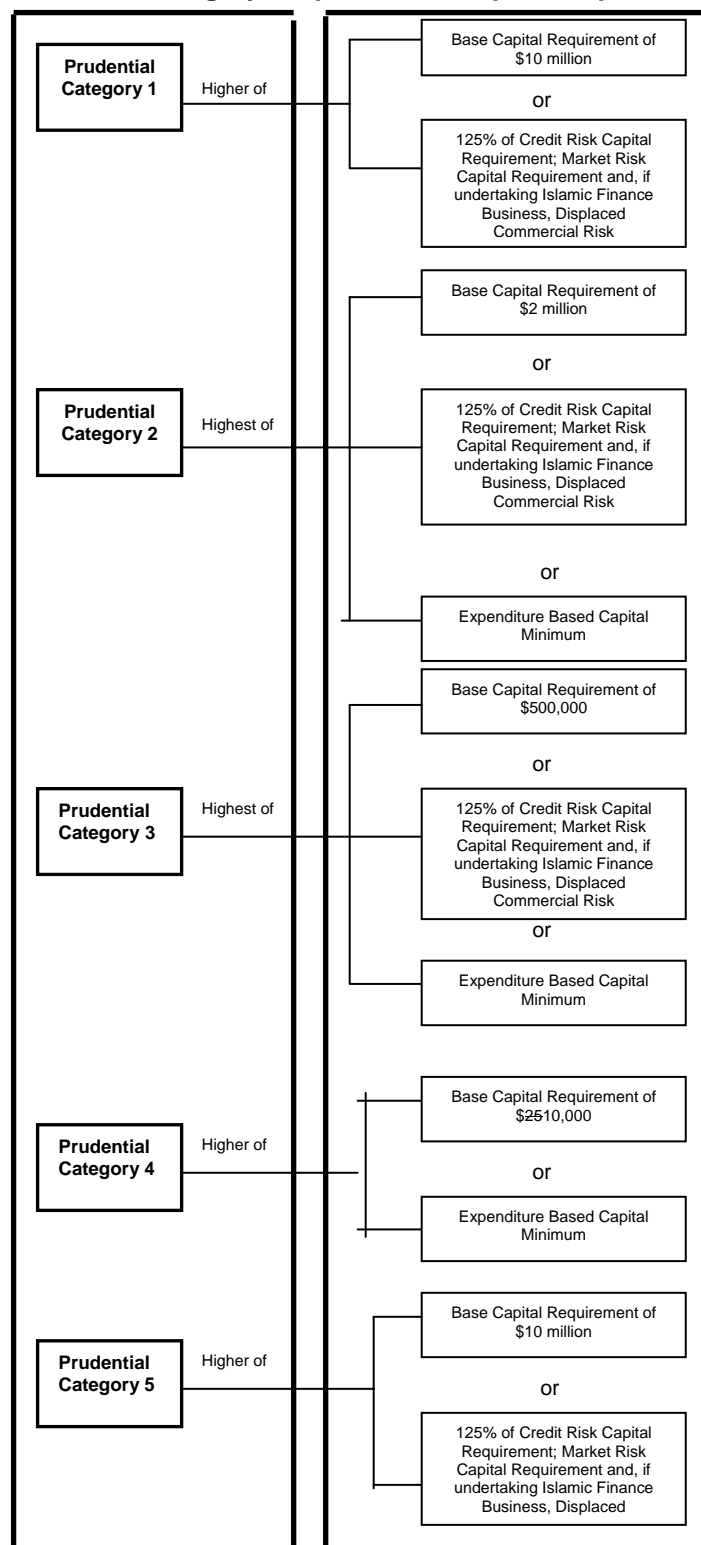 Prudential
Category 1
Higher of
Base Capital Requirement of
$10 million
or
125% of Credit Risk Capital
Requirement; Market Risk
Capital Requirement and, if
undertaking Islamic Finance
Business, Displaced
Commercial Risk
Prudential
Category 2
Highest of
Base Capital Requirement of
$2 million
or
125% of Credit Risk Capital
Requirement; Market Risk
Capital Requirement and, if
undertaking Islamic Finance
Business, Displaced
Commercial Risk
or
Expenditure Based Capital
Minimum
Prudential
Category 3
Highest of
Base Capital Requirement of
$500,000
or
125% of Credit Risk Capital
Requirement; Market Risk
Capital Requirement and, if
undertaking Islamic Finance
Business, Displaced
Commercial Risk
or
Expenditure Based Capital
Minimum
Prudential
Category 4
Higher of
Base Capital Requirement of
$2510,000
or
Expenditure Based Capital
Minimum
Prudential
Category 5
Higher of
Base Capital Requirement of
$10 million
or
125% of Credit Risk Capital
Requirement; Market Risk
Capital Requirement and, if
undertaking Islamic Finance
Business, Displaced